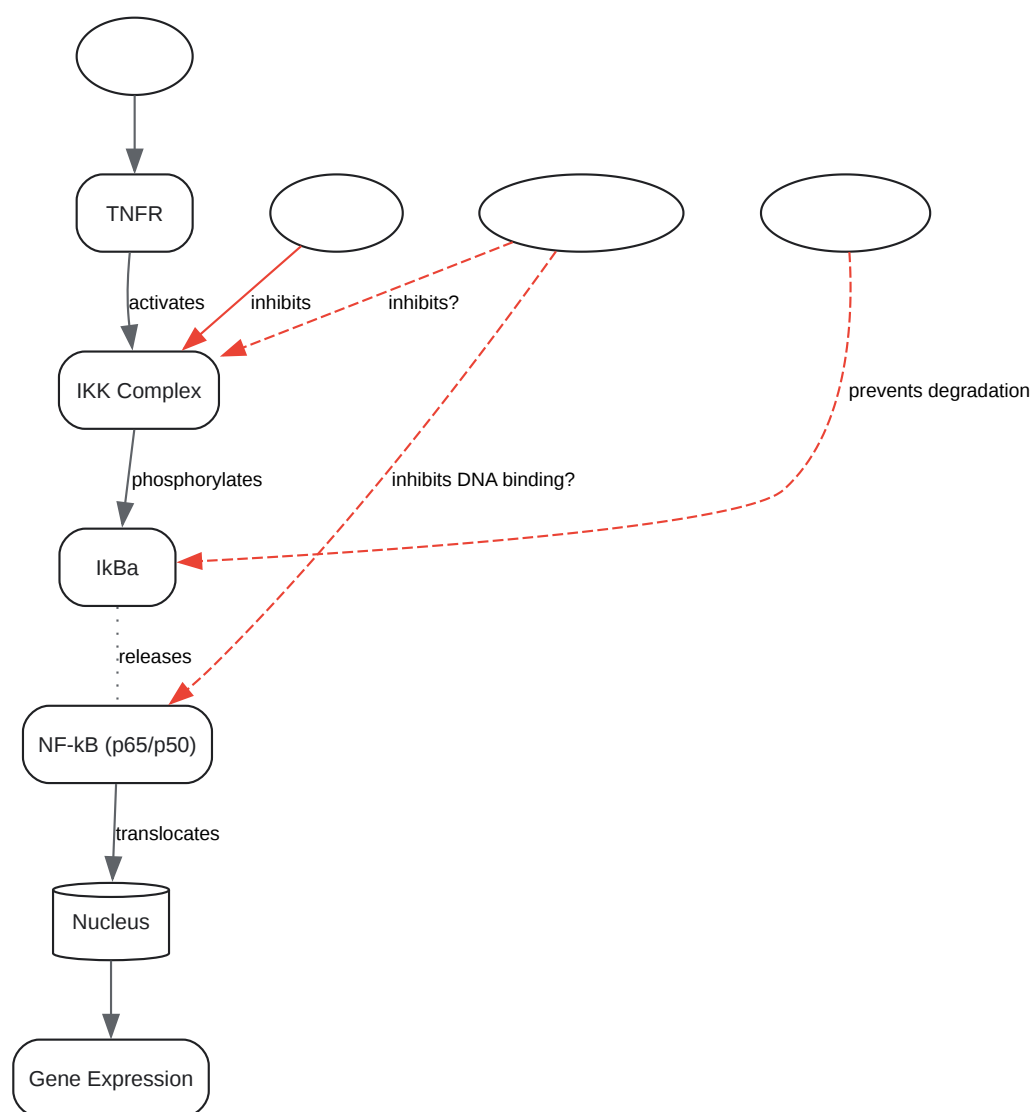 TNFR
activates
inhibits
inhibits?
IKK Complex
prevents degradation
phosphorylates
inhibits DNA binding?
IkBa
releases
NF-kB (p65/p50)
translocates
Nucleus
Gene Expression